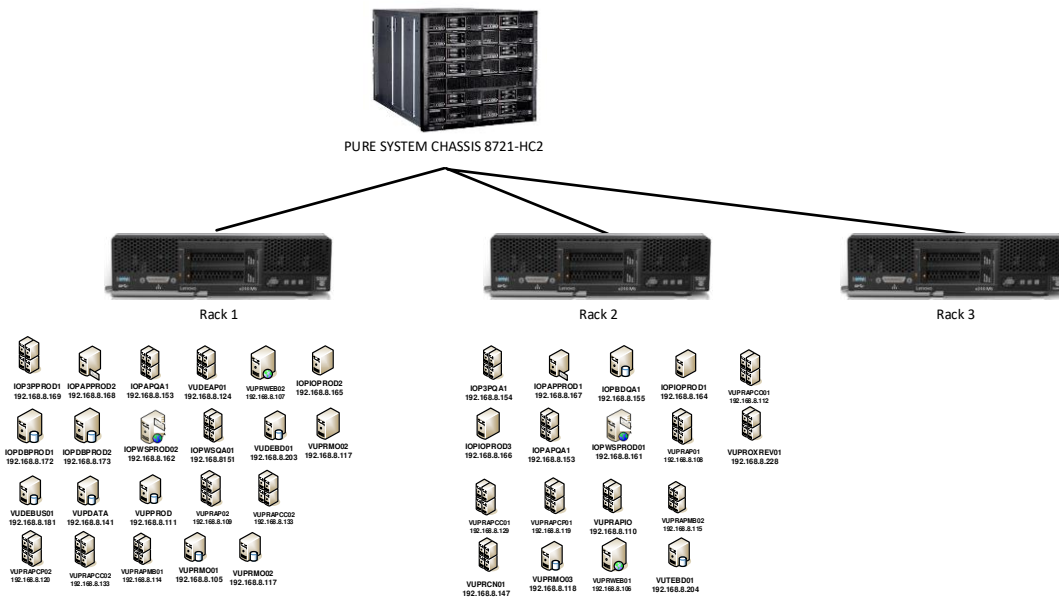 PURE SYSTEM CHASSIS 8721-HC2
Rack 1
Rack 2
Rack 3
IOP3PPROD1
192.168.8.169
IOPAPPROD2
192.168.8.168
IOPAPQA1
192.168.8.153
VUDEAP01
192.168.8.124
VUPRWEB02
192.168.8.107
IOPIOPROD2
192.168.8.165
IOPDBPROD1
192.168.8.172
IOPDBPROD2
192.168.8.173
IOPWSPROD02
192.168.8.162
IOPWSQA01
192.168.8151
VUDEBD01
192.168.8.203
VUPRMO02
192.168.8.117
VUDEBUS01
192.168.8.181
VUPDATA
192.168.8.141
VUPPROD
192.168.8.111
VUPRAP02
192.168.8.109
VUPRAPCC02
192.168.8.133
VUPRAPCP02
192.168.8.120
VUPRAPCC02
192.168.8.133
VUPRAPMB01
192.168.8.114
VUPRMO01
192.168.8.105
VUPRMO02
192.168.8.117
IOP3PQA1
192.168.8.154
IOPAPPROD1
192.168.8.167
IOPBDQA1
192.168.8.155
IOPIOPROD1
192.168.8.164
VUPRAPCO01
192.168.8.112
IOPIOPROD3
192.168.8.166
IOPAPQA1
192.168.8.153
IOPWSPROD01
192.168.8.161
VUPRAP01
192.168.8.108
VUPROXREV01
192.168.8.228
VUPRAPCC01
192.168.8.129
VUPRAPCP01
192.168.8.119
VUPRAPIO
192.168.8.110
VUPRAPMB02
192.168.8.115
VUPRCN01
192.168.8.147
VUPRMO03
192.168.8.118
VUPRWEB01
192.168.8.106
VUTEBD01
192.168.8.204